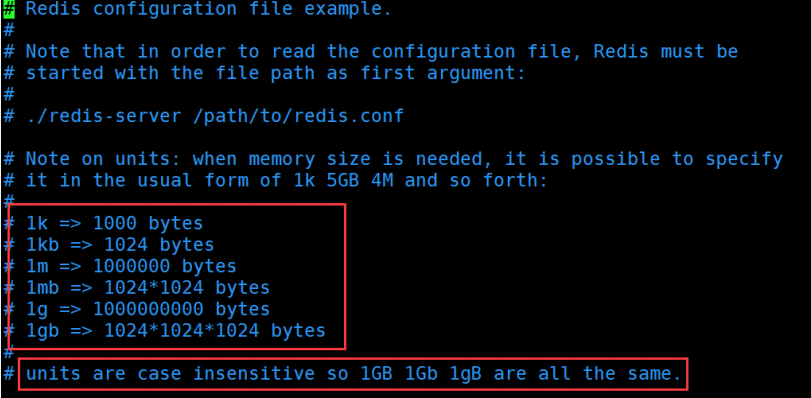 # Redis configuration file example.
#
# Note that in order to read the configuration file, Redis must be
# started with the file path as first argument:
#
# ./redis-server /path/to/redis.conf

# Note on units: when memory size is needed, it is possible to specify
# it in the usual form of 1k 5GB 4M and so forth:
#
# 1k => 1000 bytes
# 1kb => 1024 bytes
# 1m => 1000000 bytes
# 1mb => 1024*1024 bytes
# 1g => 1000000000 bytes
# 1gb => 1024*1024*1024 bytes
#
# units are case insensitive so 1GB 1Gb 1gB are all the same.